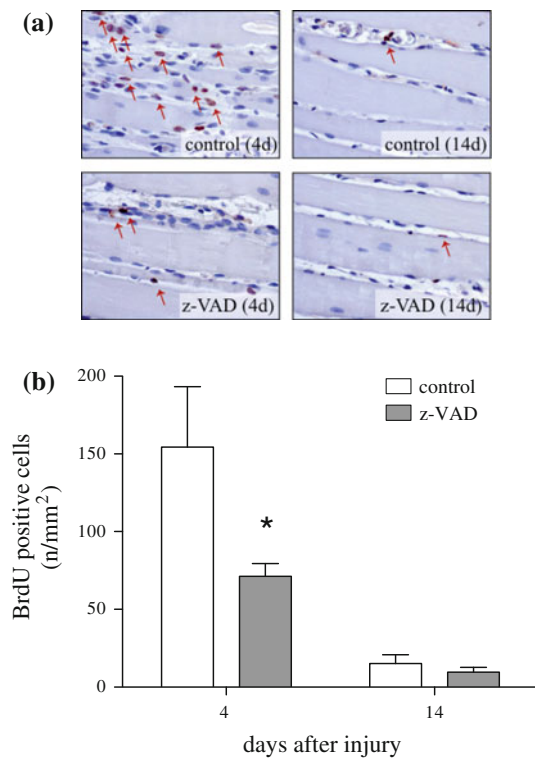 (a)
control (4d)
control (14d)
z-VAD (4d)
z-VAD (14d)
(b)
200
150
100
50
0
BrdU positive cells
(n/mm²)
control
z-VAD
*
4
14
days after injury